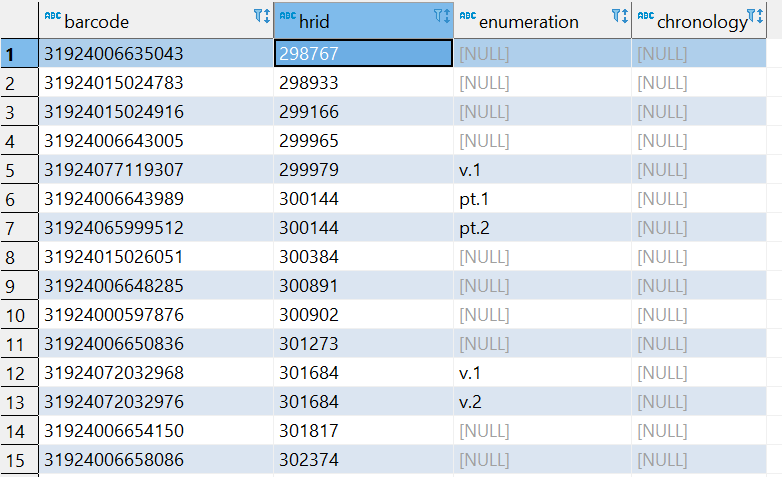 ABC barcode ABC hrid ABC enumeration ABC chronology
1 31924006635043 298767 [NULL] [NULL]
2 31924015024783 298933 [NULL] [NULL]
3 31924015024916 299166 [NULL] [NULL]
4 31924006643005 299965 [NULL] [NULL]
5 31924077119307 299979 v.1 [NULL]
6 31924006643989 300144 pt.1 [NULL]
7 31924065999512 300144 pt.2 [NULL]
8 31924015026051 300384 [NULL] [NULL]
9 31924006648285 300891 [NULL] [NULL]
10 31924000597876 300902 [NULL] [NULL]
11 31924006650836 301273 [NULL] [NULL]
12 31924072032968 301684 v.1 [NULL]
13 31924072032976 301684 v.2 [NULL]
14 31924006654150 301817 [NULL] [NULL]
15 31924006658086 302374 [NULL] [NULL]